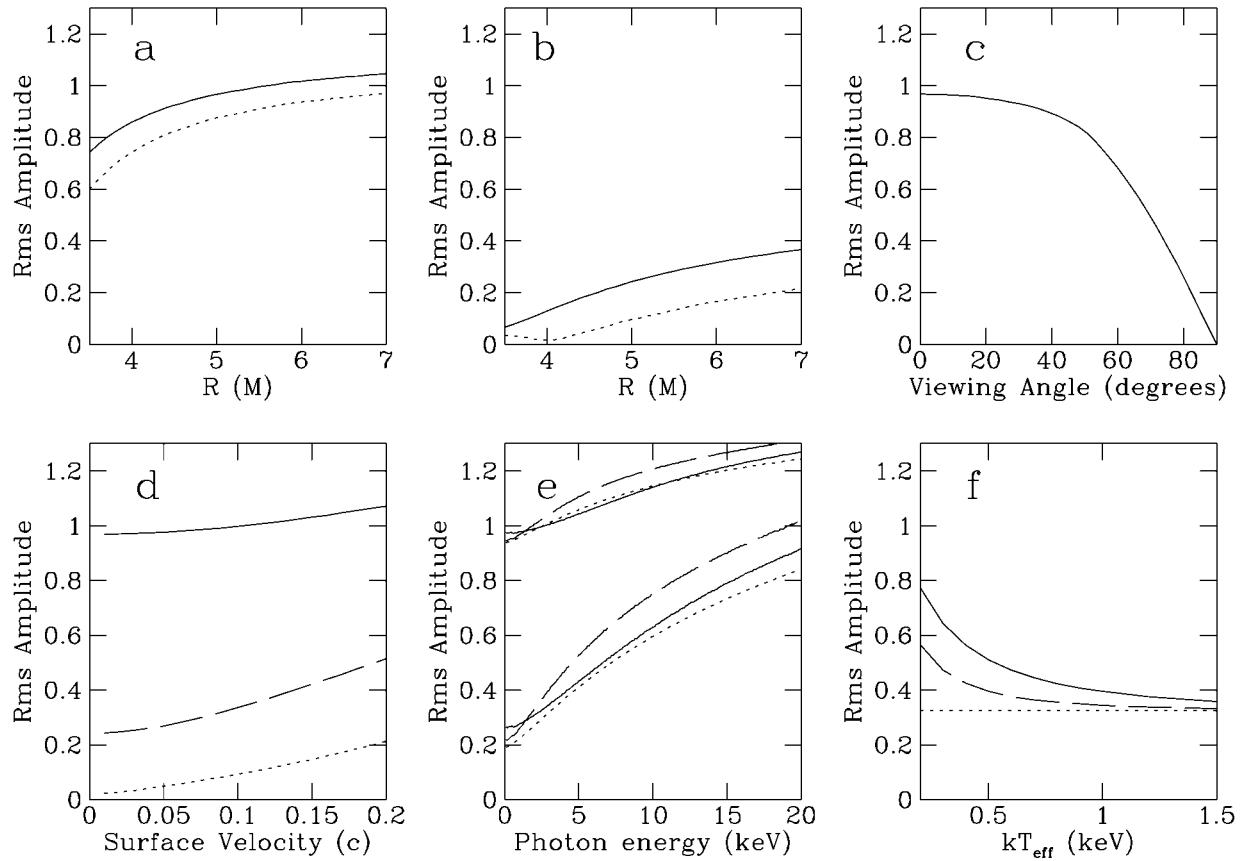 a
1.2
1
0.8
0.6
0.4
0.2
0
Rms Amplitude
4 5 6 7
R (M)
b
1.2
1
0.8
0.6
0.4
0.2
0
Rms Amplitude
4 5 6 7
R (M)
c
1.2
1
0.8
0.6
0.4
0.2
0
Rms Amplitude
0 20 40 60 80
Viewing Angle (degrees)
d
1.2
1
0.8
0.6
0.4
0.2
0
Rms Amplitude
0 0.05 0.1 0.15 0.2
Surface Velocity (c)
e
1.2
1
0.8
0.6
0.4
0.2
0
Rms Amplitude
0 5 10 15 20
Photon energy (keV)
f
1.2
1
0.8
0.6
0.4
0.2
0
Rms Amplitude
0.5 1 1.5
kT_eff (keV)